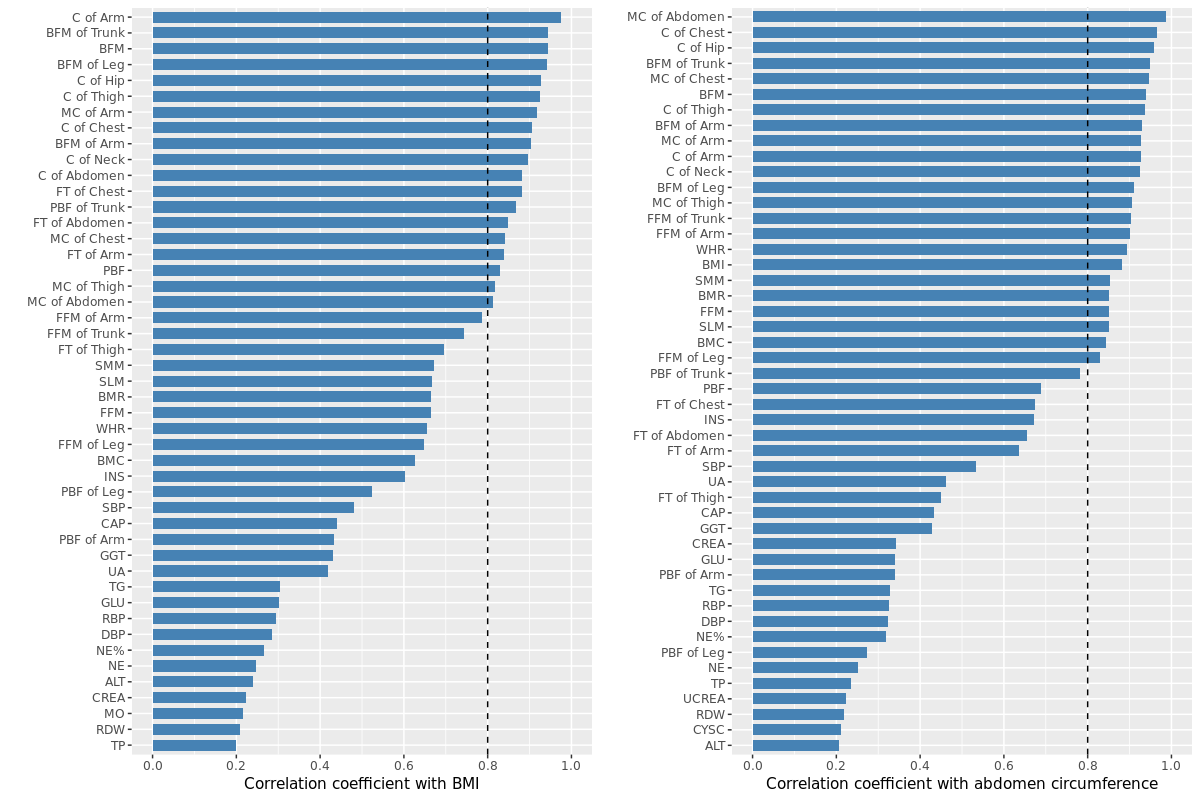 C of Arm
BFM of Trunk
BFM
BFM of Leg
C of Hip
C of Thigh
MC of Arm
C of Chest
BFM of Arm
C of Neck
C of Abdomen
FT of Chest
PBF of Trunk
FT of Abdomen
MC of Chest
FT of Arm
PBF
MC of Thigh
MC of Abdomen
FFM of Arm
FFM of Trunk
FT of Thigh
SMM
SLM
BMR
FFM
WHR
FFM of Leg
BMC
INS
PBF of Leg
SBP
CAP
PBF of Arm
GGT
UA
TG
GLU
RBP
DBP
NE%
NE
ALT
CREA
MO
RDW
TP
0.0 0.2 0.4 0.6 0.8 1.0
Correlation coefficient with BMI
MC of Abdomen
C of Chest
C of Hip
BFM of Trunk
MC of Chest
BFM
C of Thigh
BFM of Arm
MC of Arm
C of Arm
C of Neck
BFM of Leg
MC of Thigh
FFM of Trunk
FFM of Arm
WHR
BMI
SMM
BMR
FFM
SLM
BMC
FFM of Leg
PBF of Trunk
PBF
FT of Chest
INS
FT of Abdomen
FT of Arm
SBP
UA
FT of Thigh
CAP
GGT
CREA
GLU
PBF of Arm
TG
RBP
DBP
NE%
PBF of Leg
NE
TP
UCREA
RDW
CYSC
ALT
0.0 0.2 0.4 0.6 0.8 1.0
Correlation coefficient with abdomen circumference